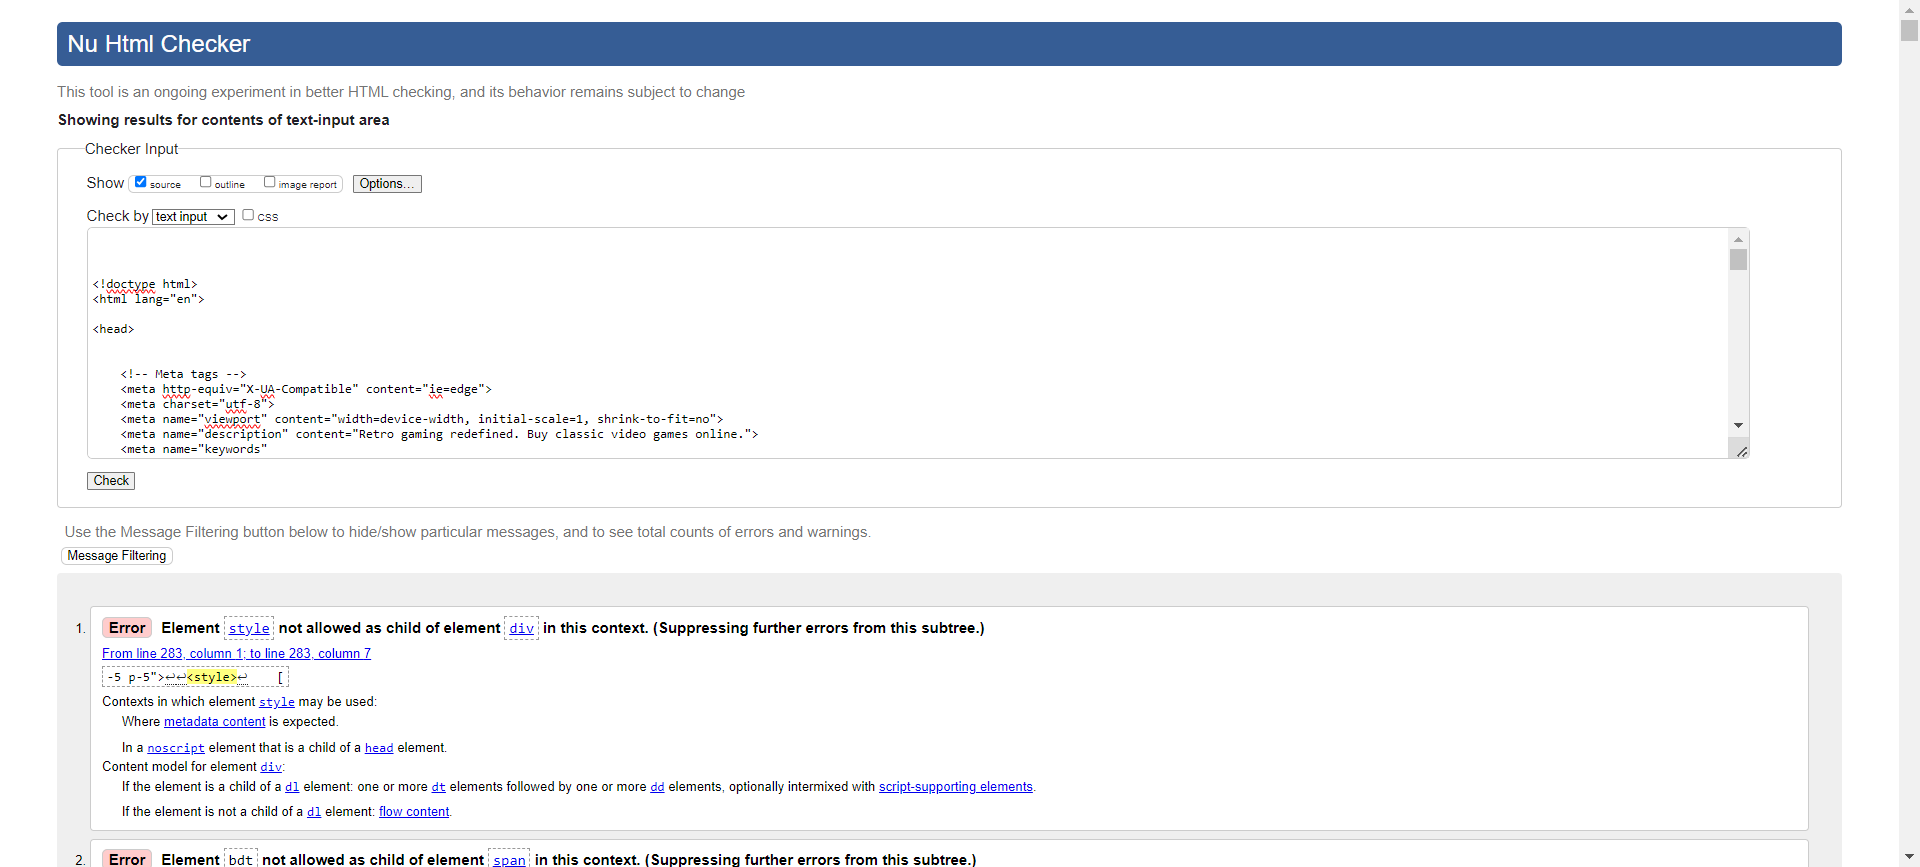 Nu Html Checker
This tool is an ongoing experiment in better HTML checking, and its behavior remains subject to change
Showing results for contents of text-input area
Checker Input
Show source outline image report Options...
Check by text input css
<!doctype html>
<html lang="en">
<head>
<!-- Meta tags -->
<meta http-equiv="X-UA-Compatible" content="ie=edge">
<meta charset="utf-8">
<meta name="viewport" content="width=device-width, initial-scale=1, shrink-to-fit=no">
<meta name="description" content="Retro gaming redefined. Buy classic video games online.">
<meta name="keywords"
Check
Use the Message Filtering button below to hide/show particular messages, and to see total counts of errors and warnings.
Message Filtering
1. Error Element style not allowed as child of element div in this context. (Suppressing further errors from this subtree.)
From line 283, column 1; to line 283, column 7
-5 p-5">↩↩<style>↩    [
Contexts in which element style may be used:
Where metadata content is expected.
In a noscript element that is a child of a head element.
Content model for element div:
If the element is a child of a dl element: one or more dt elements followed by one or more dd elements, optionally intermixed with script-supporting elements.
If the element is not a child of a dl element: flow content.
2. Error Element bdt not allowed as child of element span in this context. (Suppressing further errors from this subtree.)